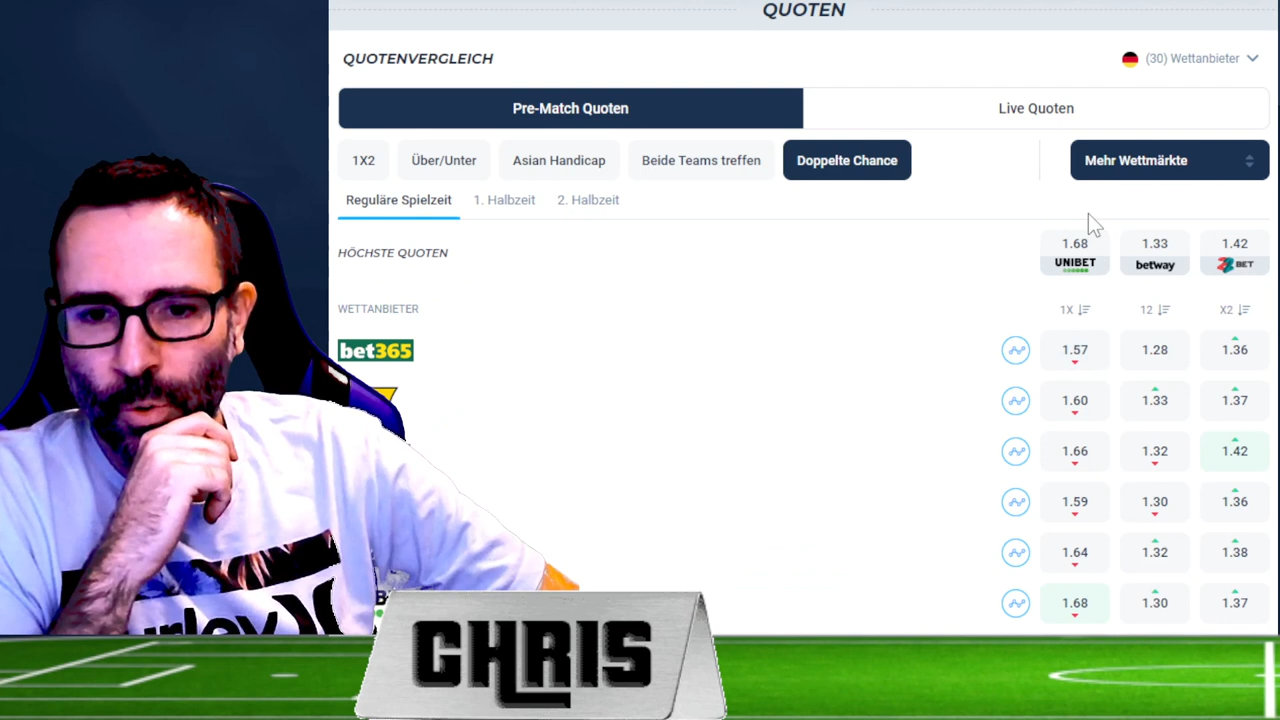 QUOTEN
QUOTENVERGLEICH
(30) Wettanbieter
Pre-Match Quoten
Live Quoten
1X2
Über/Unter
Asian Handicap
Beide Teams treffen
Doppelte Chance
Mehr Wettmärkte
Reguläre Spielzeit
1. Halbzeit
2. Halbzeit
HÖCHSTE QUOTEN
1.68 1.33 1.42
UNIBET betway 22BET
WETTANBIETER
1X 12 X2
bet365
1.57 1.28 1.36
1.60 1.33 1.37
1.66 1.32 1.42
1.59 1.30 1.36
1.64 1.32 1.38
1.68 1.30 1.37
CHRIS